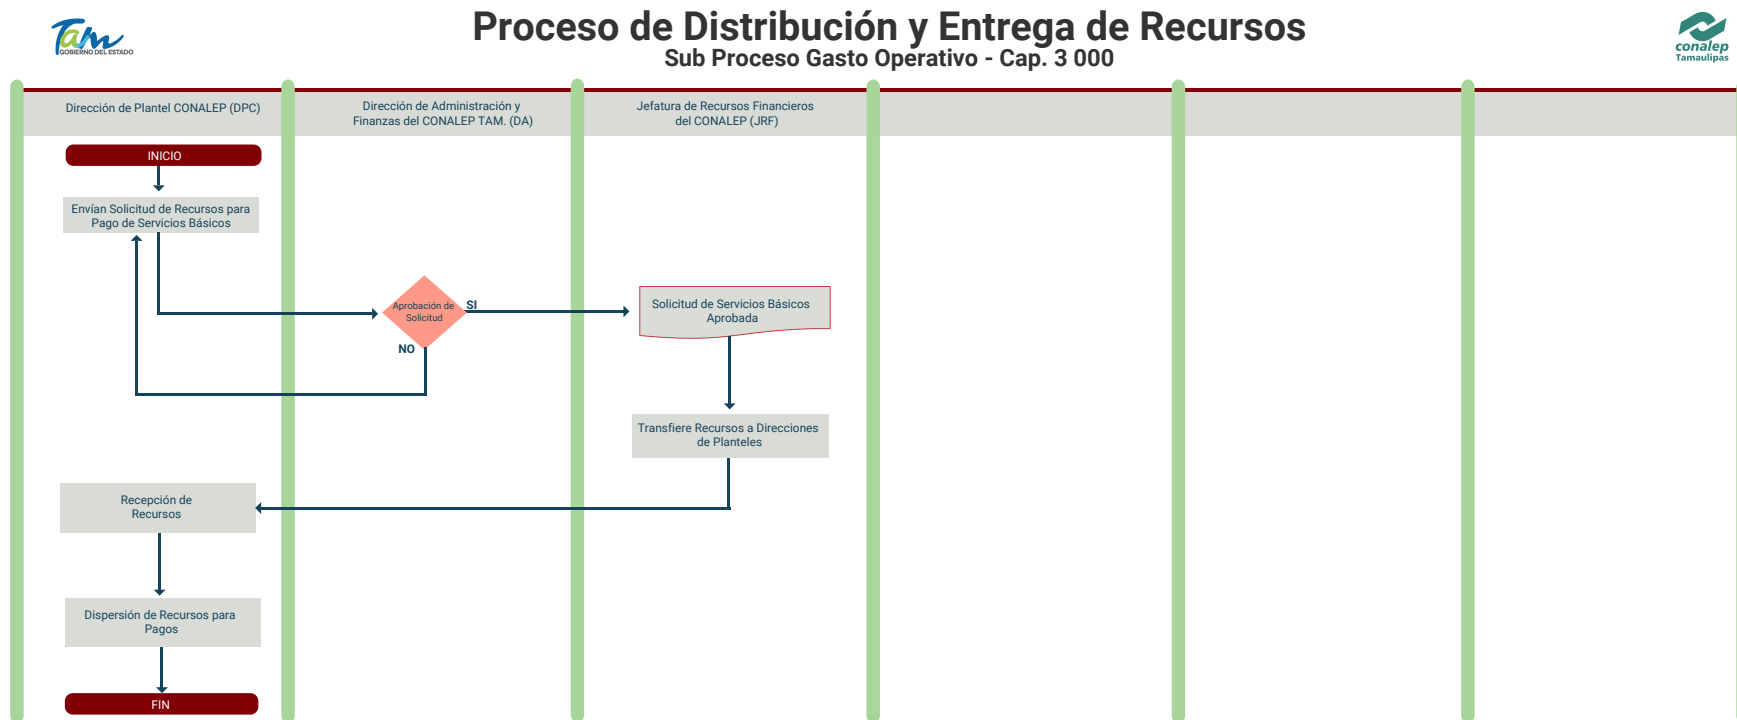 Tam
GOBIERNO DEL ESTADO
Proceso de Distribución y Entrega de Recursos
Sub Proceso Gasto Operativo - Cap. 3 000
conalep
Tamaulipas
Dirección de Plantel CONALEP (DPC)
Dirección de Administración y
Finanzas del CONALEP TAM. (DA)
Jefatura de Recursos Financieros
del CONALEP (JRF)
INICIO
Envían Solicitud de Recursos para
Pago de Servicios Básicos
Aprobación de
Solicitud
SI
NO
Solicitud de Servicios Básicos
Aprobada
Transfiere Recursos a Direcciones
de Planteles
Recepción de
Recursos
Dispersión de Recursos para
Pagos
FIN